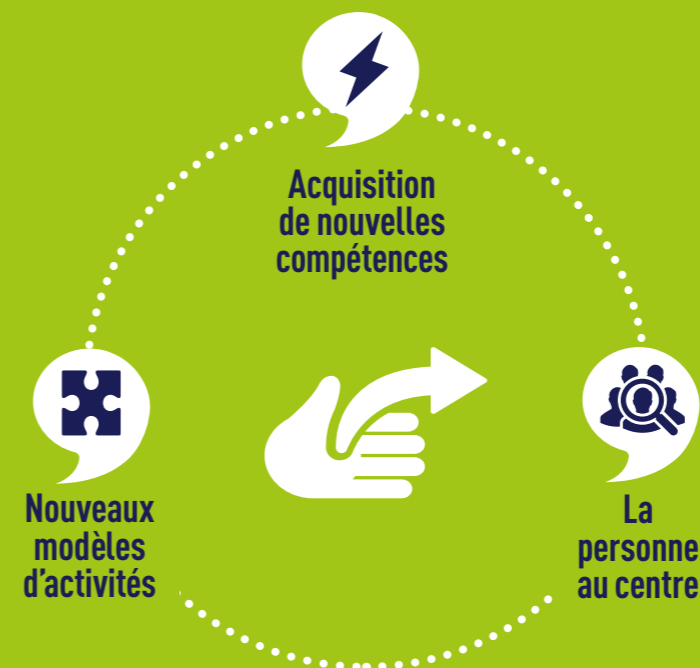 Acquisition
de nouvelles
compétences
Nouveaux
modèles
d'activités
La
personne
au centre